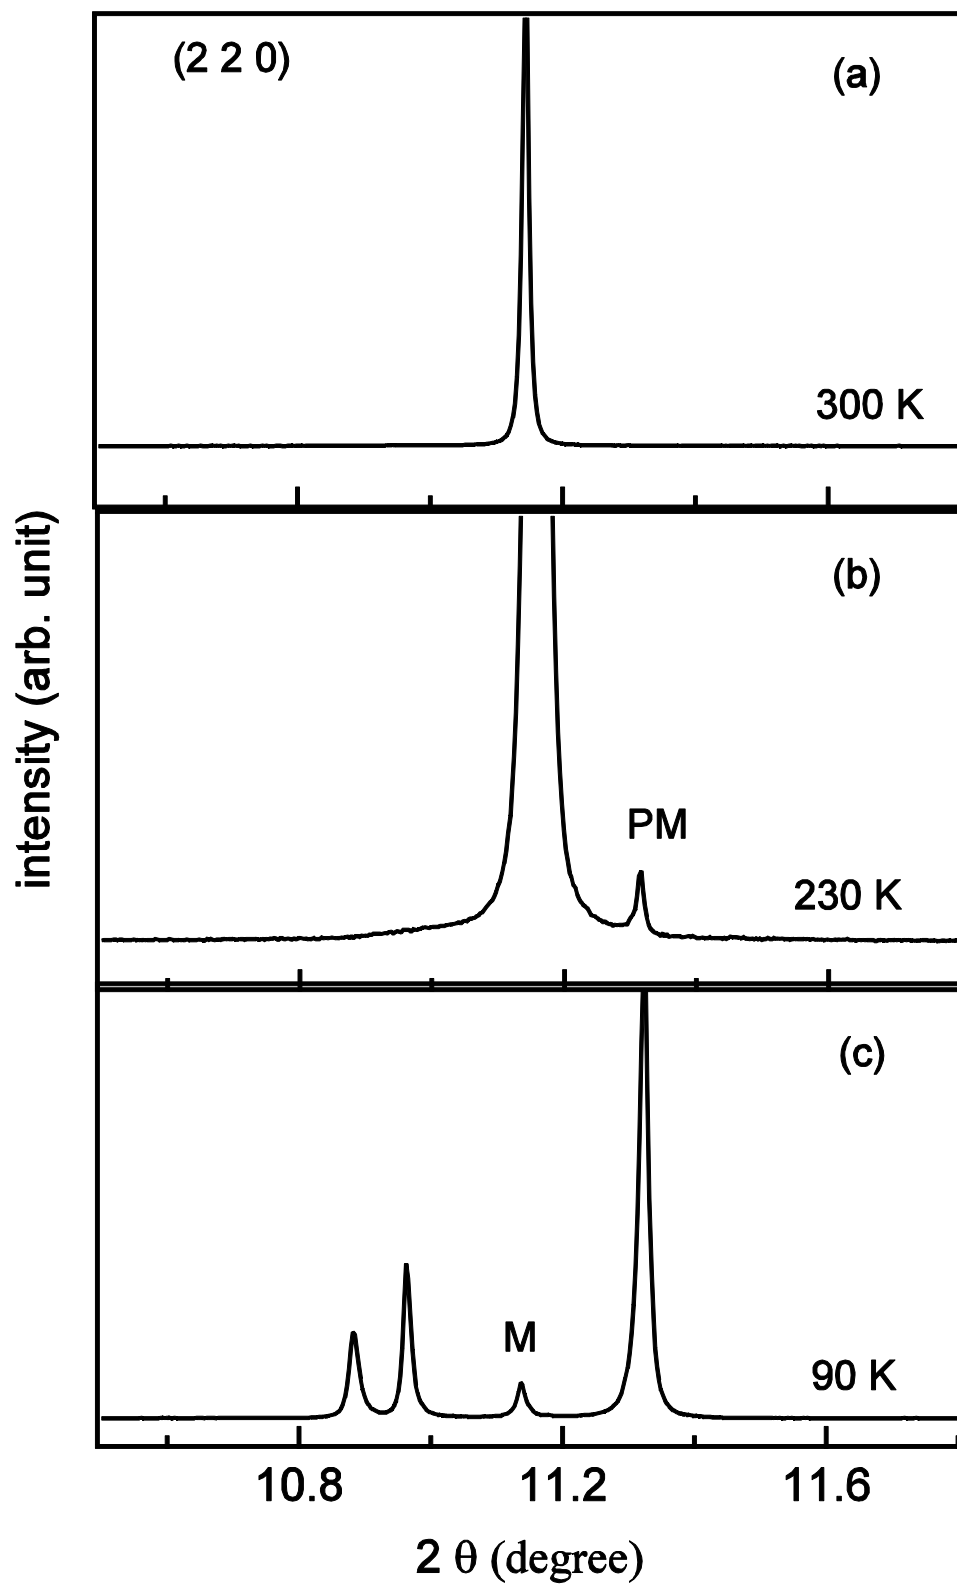 (2 2 0)
(a)
300 K
intensity (arb. unit)
(b)
PM
230 K
(c)
M
90 K
10.8 11.2 11.6
2 θ (degree)